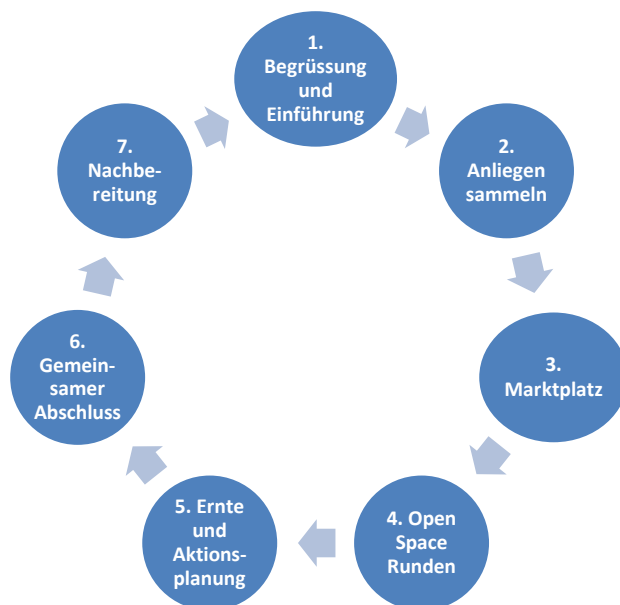 1.
Begrüssung
und
Einführung
2.
Anliegen
sammeln
3.
Marktplatz
4. Open
Space
Runden
5. Ernte
und
Aktions-
planung
6.
Gemein-
samer
Abschluss
7.
Nachbe-
reitung